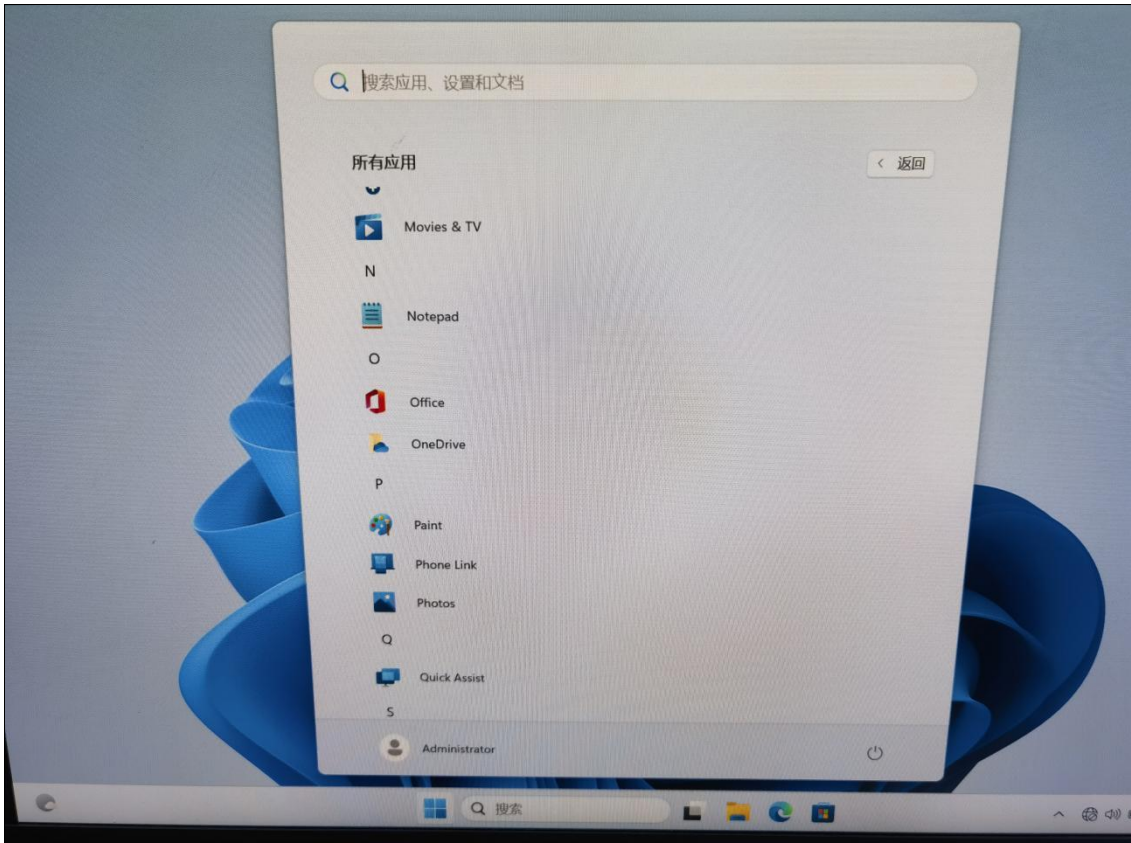 搜索应用、设置和文档
所有应用
返回
Movies & TV
N
Notepad
O
Office
OneDrive
P
Paint
Phone Link
Photos
Q
Quick Assist
S
Administrator
搜索